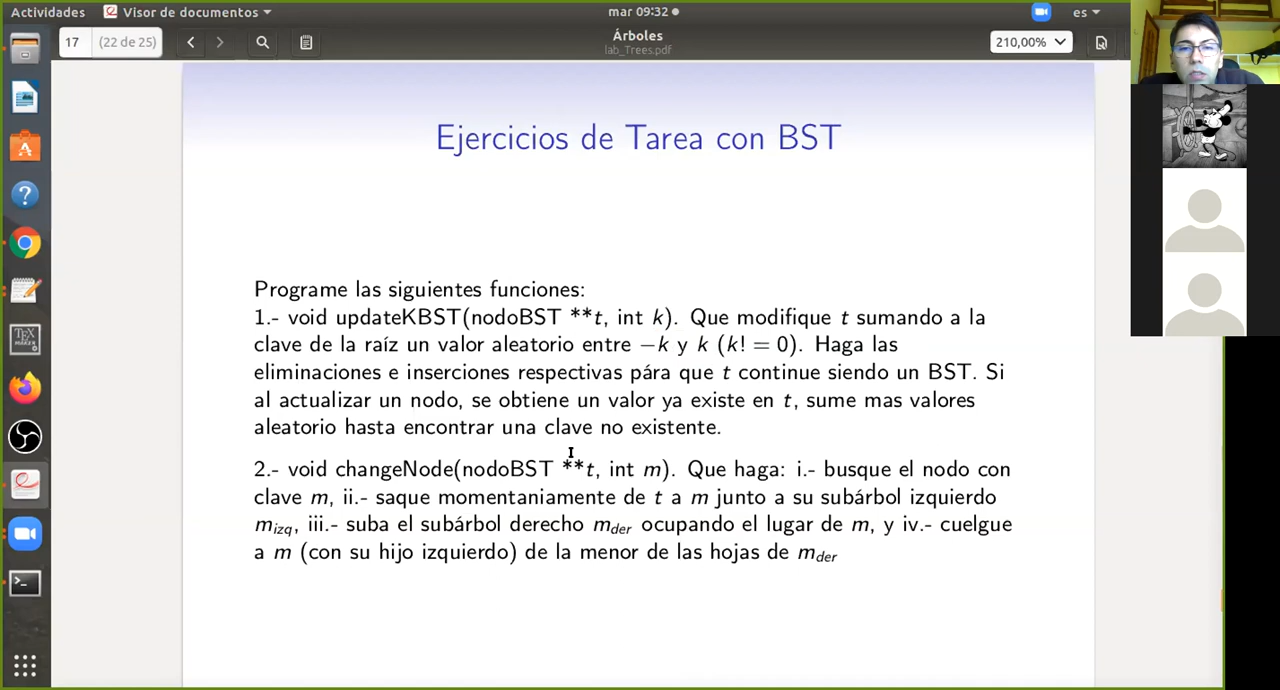 Actividades
Visor de documentos
mar 09:32
es
17 (22 de 25)
Árboles
lab_Trees.pdf
210,00%
Ejercicios de Tarea con BST
Programe las siguientes funciones:
1.- void updateKBST(nodoBST **t, int k). Que modifique t sumando a la
clave de la raíz un valor aleatorio entre −k y k (k! = 0). Haga las
eliminaciones e inserciones respectivas pára que t continue siendo un BST. Si
al actualizar un nodo, se obtiene un valor ya existe en t, sume mas valores
aleatorio hasta encontrar una clave no existente.
2.- void changeNode(nodoBST **t, int m). Que haga: i.- busque el nodo con
clave m, ii.- saque momentaniamente de t a m junto a su subárbol izquierdo
m_izq, iii.- suba el subárbol derecho m_der ocupando el lugar de m, y iv.- cuelgue
a m (con su hijo izquierdo) de la menor de las hojas de m_der
TEX
MAKER